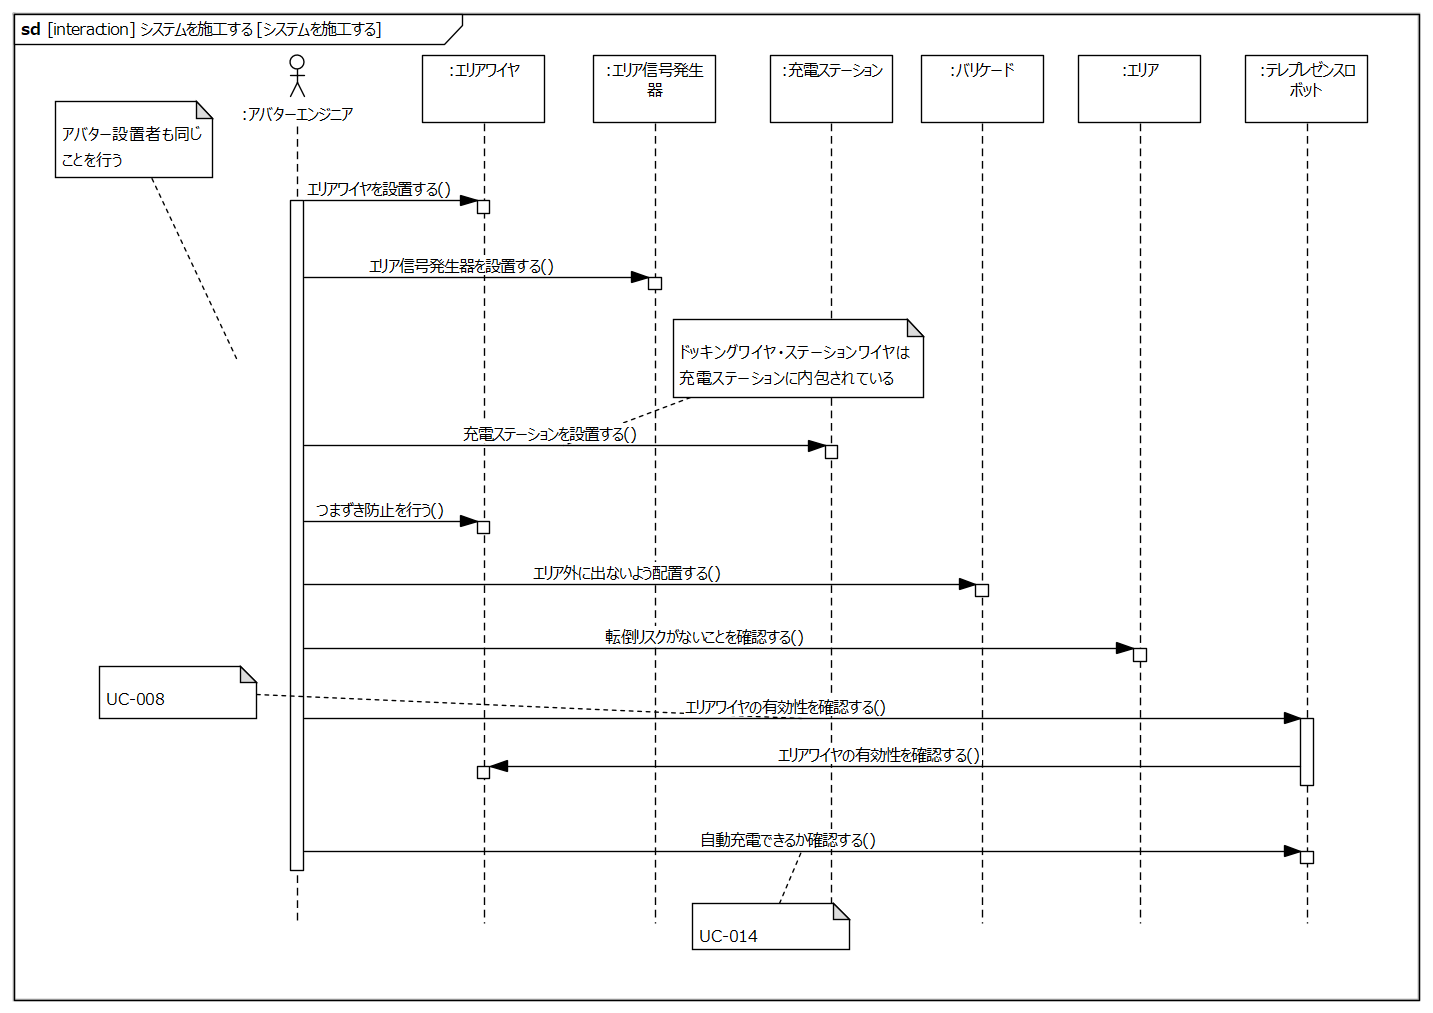 sd [interaction] システムを施工する [システムを施工する]
:アバターエンジニア
:エリアワイヤ
:エリア信号発生
器
:充電ステーション
:バリケード
:エリア
:テレプレゼンスロ
ボット
アバター設置者も同じ
ことを行う
エリアワイヤを設置する()
エリア信号発生器を設置する()
ドッキングワイヤ・ステーションワイヤは
充電ステーションに内包されている
充電ステーションを設置する()
つまずき防止を行う()
エリア外に出ないよう配置する()
転倒リスクがないことを確認する()
UC-008
エリアワイヤの有効性を確認する()
エリアワイヤの有効性を確認する()
自動充電できるか確認する()
UC-014